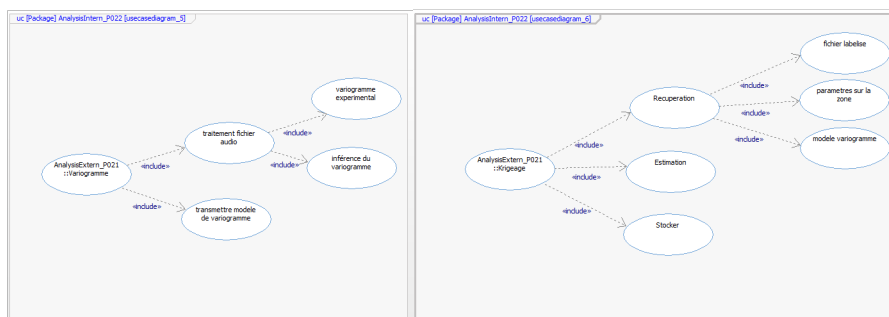 uc [Package] AnalysisIntern_P022 [usecasediagram_5]
variogramme
experimental
traitement fichier
audio
«include»
«include»
inférence du
variogramme
AnalysisExtern_P021
::Variogramme
«include»
«include»
transmettre modele
de variogramme
uc [Package] AnalysisIntern_P022 [usecasediagram_6]
fichier labelise
«include»
Recuperation
«include»
parametres sur la
zone
«include»
modele variogramme
«include»
AnalysisExtern_P021
::Krigeage
«include»
Estimation
«include»
Stocker